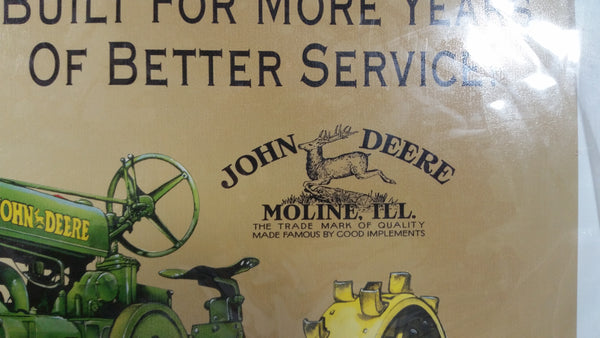 BUILT FOR MORE YEARS
OF BETTER SERVICE.
JOHN DEERE
MOLINE, ILL.
THE TRADE MARK OF QUALITY
MADE FAMOUS BY GOOD IMPLEMENTS
JOHN DEERE